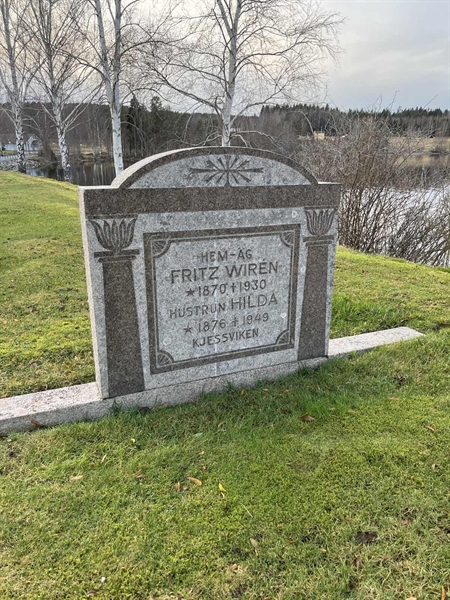 HEM-ÄG
FRITZ WIRÉN
★ 1870 † 1930
HUSTRUN HILDA
★ 1876 † 1949
KJESSVIKEN